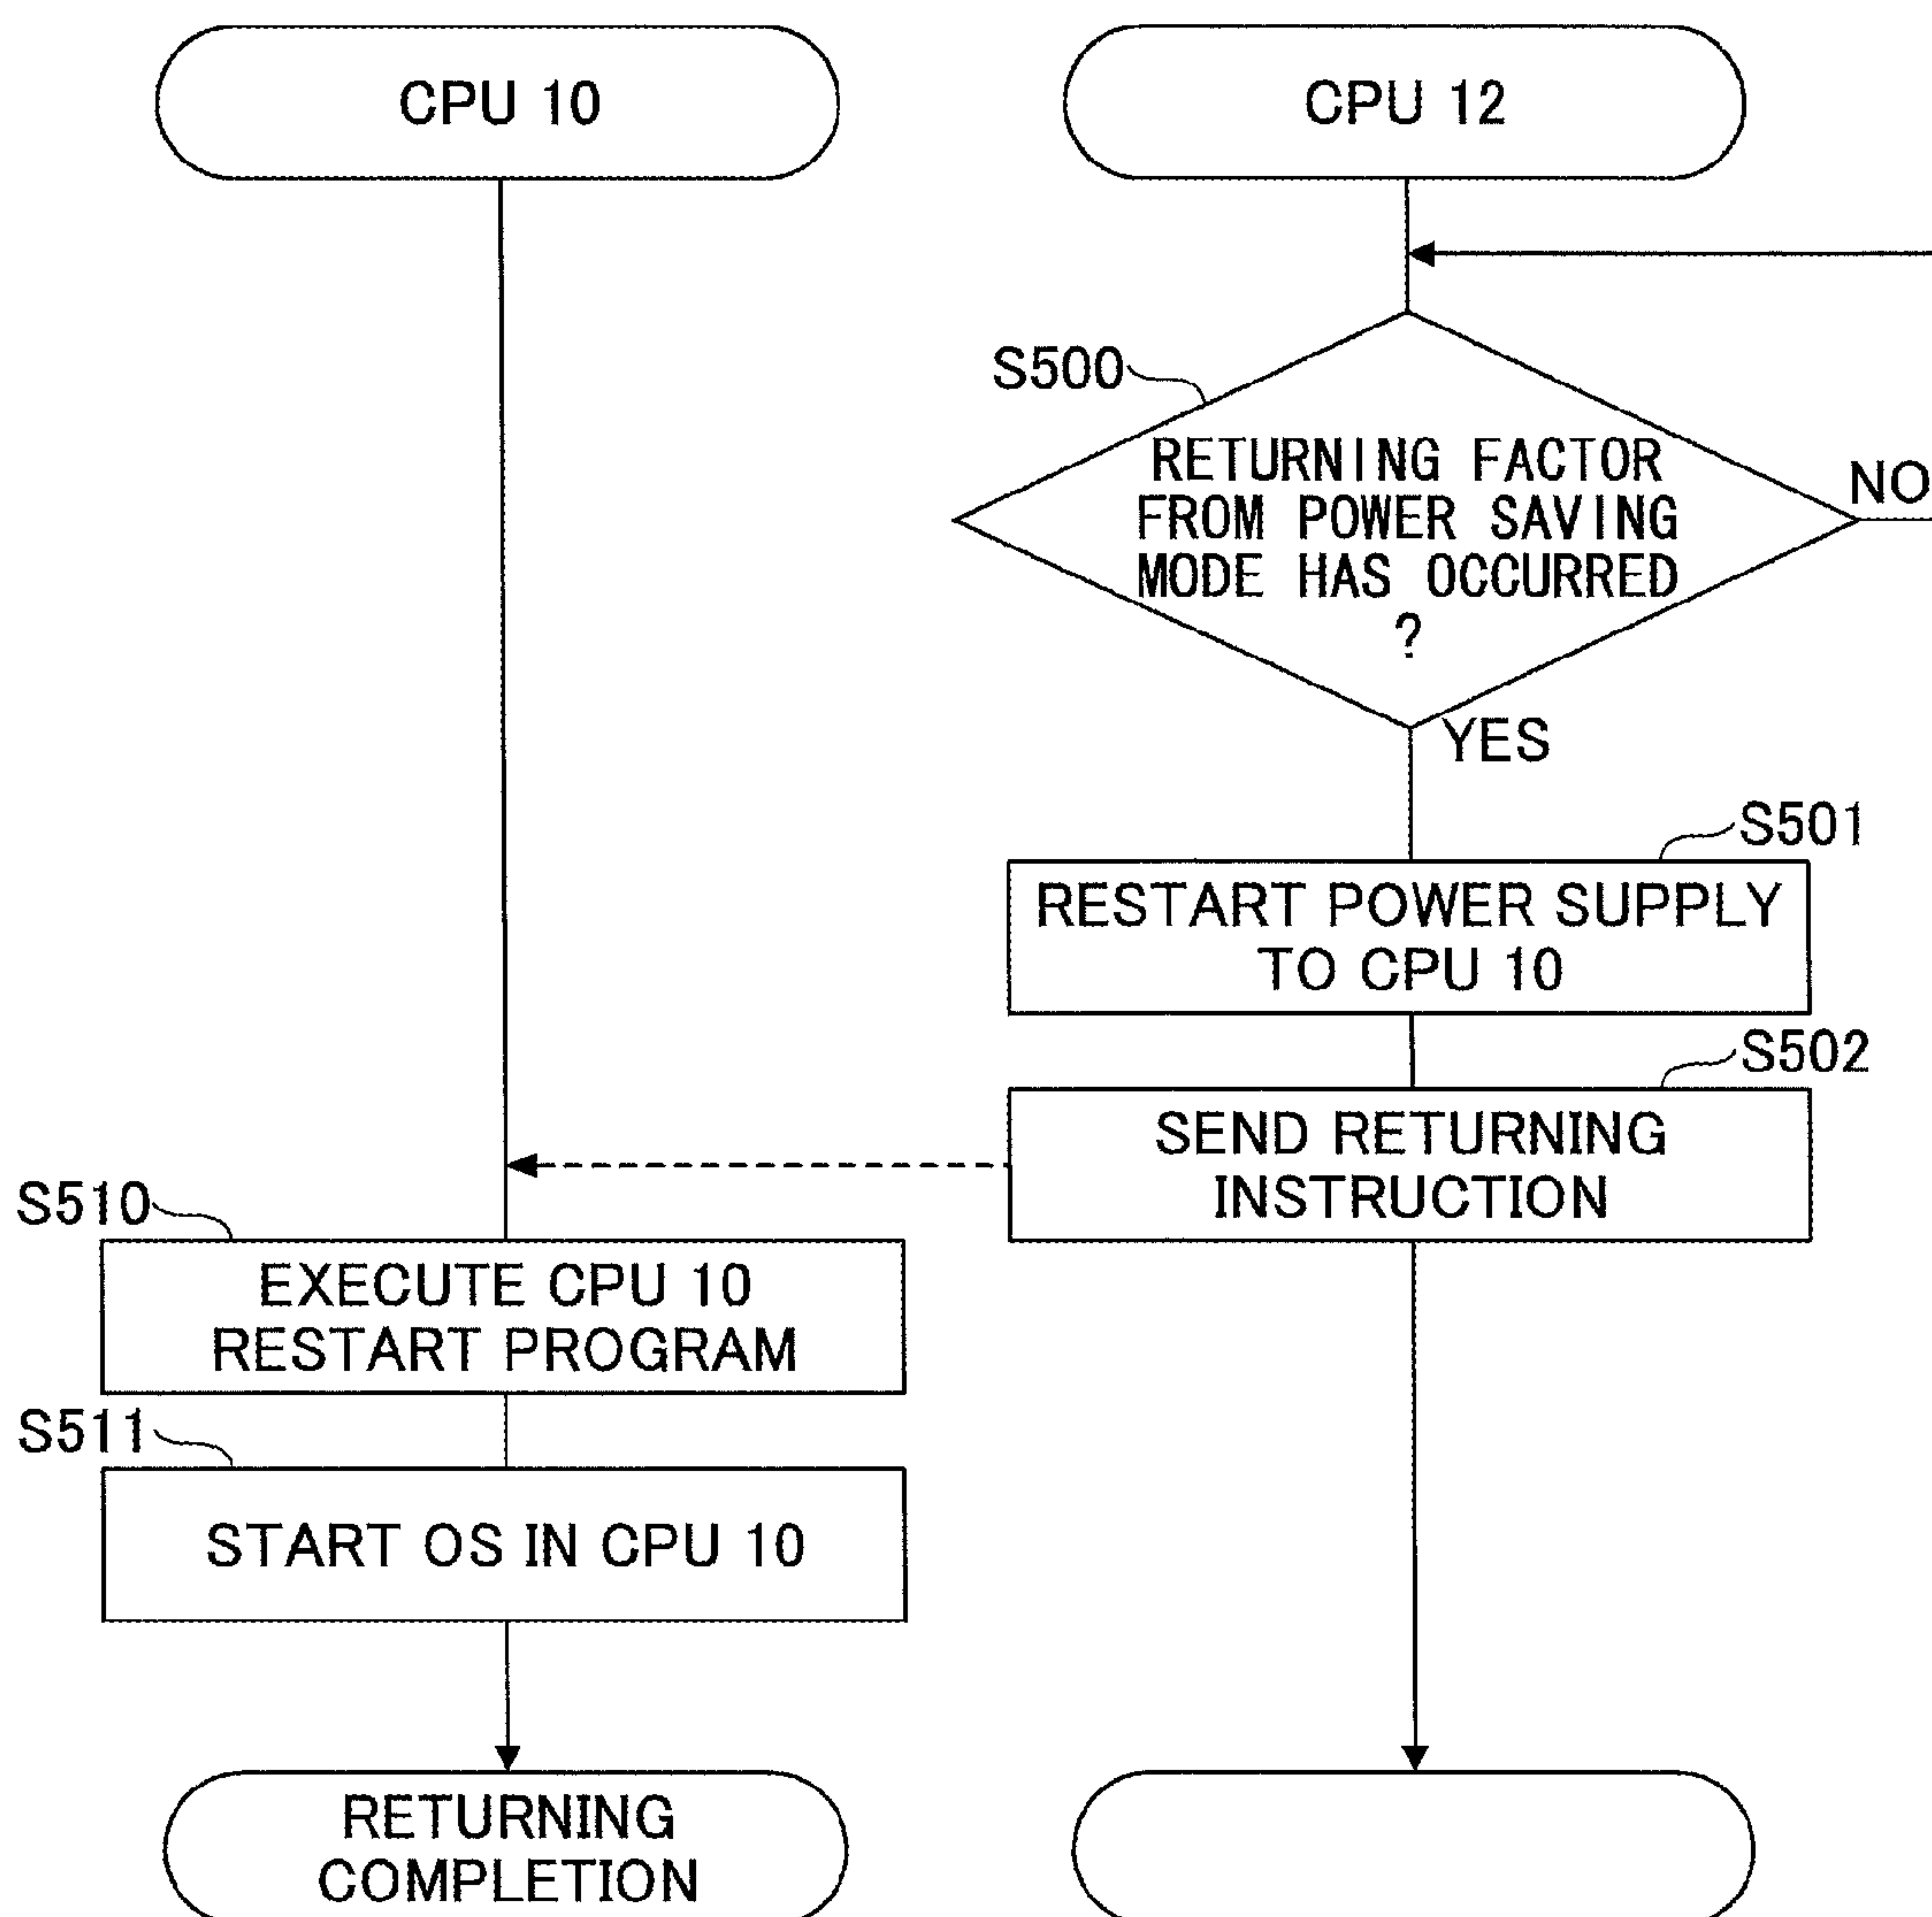 CPU 10
CPU 12
S500
RETURNING FACTOR
FROM POWER SAVING
MODE HAS OCCURRED
?
NO
YES
S501
RESTART POWER SUPPLY
TO CPU 10
S502
SEND RETURNING
INSTRUCTION
S510
EXECUTE CPU 10
RESTART PROGRAM
S511
START OS IN CPU 10
RETURNING
COMPLETION